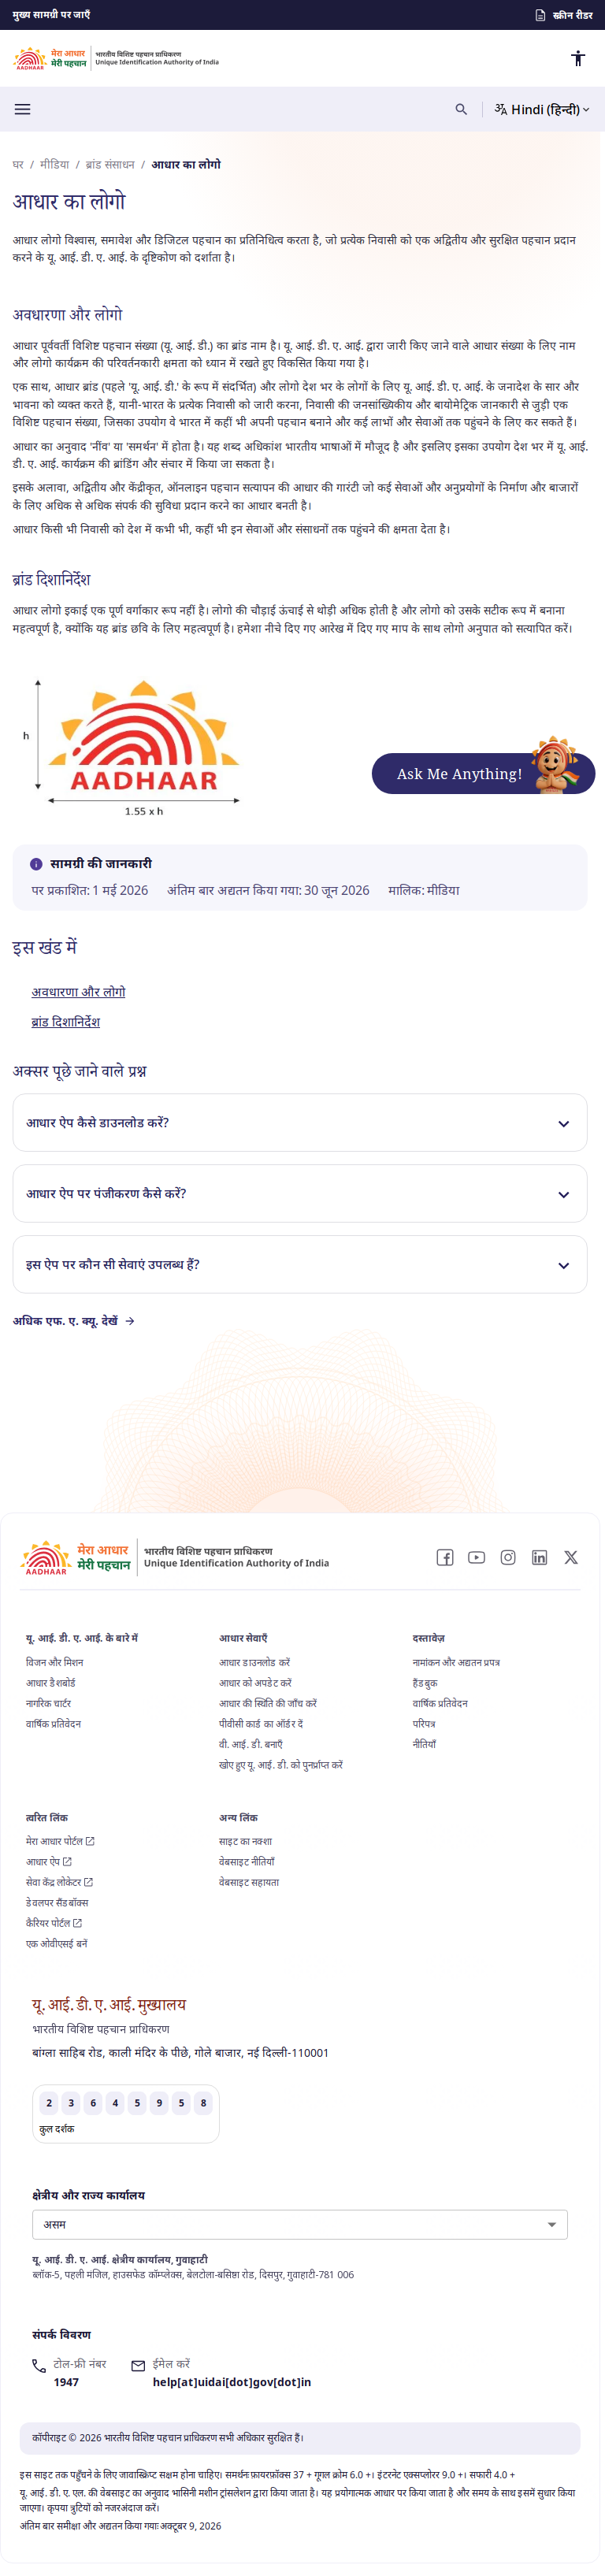 मुख्य सामग्री पर जाएँ
स्क्रीन रीडर
AADHAAR
मेरा आधार
मेरी पहचान
भारतीय विशिष्ट पहचान प्राधिकरण
Unique Identification Authority of India
Hindi (हिन्दी)
घर / मीडिया / ब्रांड संसाधन / आधार का लोगो
आधार का लोगो
आधार लोगो विश्वास, समावेश और डिजिटल पहचान का प्रतिनिधित्व करता है, जो प्रत्येक निवासी को एक अद्वितीय और सुरक्षित पहचान प्रदान
करने के यू. आई. डी. ए. आई. के दृष्टिकोण को दर्शाता है।
अवधारणा और लोगो
आधार पूर्ववर्ती विशिष्ट पहचान संख्या (यू. आई. डी.) का ब्रांड नाम है। यू. आई. डी. ए. आई. द्वारा जारी किए जाने वाले आधार संख्या के लिए नाम
और लोगो कार्यक्रम की परिवर्तनकारी क्षमता को ध्यान में रखते हुए विकसित किया गया है।
एक साथ, आधार ब्रांड (पहले 'यू. आई. डी.' के रूप में संदर्भित) और लोगो देश भर के लोगों के लिए यू. आई. डी. ए. आई. के जनादेश के सार और
भावना को व्यक्त करते हैं, यानी-भारत के प्रत्येक निवासी को जारी करना, निवासी की जनसांख्यिकीय और बायोमेट्रिक जानकारी से जुड़ी एक
विशिष्ट पहचान संख्या, जिसका उपयोग वे भारत में कहीं भी अपनी पहचान बनाने और कई लाभों और सेवाओं तक पहुंचने के लिए कर सकते हैं।
आधार का अनुवाद 'नींव' या 'समर्थन' में होता है। यह शब्द अधिकांश भारतीय भाषाओं में मौजूद है और इसलिए इसका उपयोग देश भर में यू. आई.
डी. ए. आई. कार्यक्रम की ब्रांडिंग और संचार में किया जा सकता है।
इसके अलावा, अद्वितीय और केंद्रीकृत, ऑनलाइन पहचान सत्यापन की आधार की गारंटी जो कई सेवाओं और अनुप्रयोगों के निर्माण और बाजारों
के लिए अधिक से अधिक संपर्क की सुविधा प्रदान करने का आधार बनती है।
आधार किसी भी निवासी को देश में कभी भी, कहीं भी इन सेवाओं और संसाधनों तक पहुंचने की क्षमता देता है।
ब्रांड दिशानिर्देश
आधार लोगो इकाई एक पूर्ण वर्गाकार रूप नहीं है। लोगो की चौड़ाई ऊंचाई से थोड़ी अधिक होती है और लोगो को उसके सटीक रूप में बनाना
महत्वपूर्ण है, क्योंकि यह ब्रांड छवि के लिए महत्वपूर्ण है। हमेशा नीचे दिए गए आरेख में दिए गए माप के साथ लोगो अनुपात को सत्यापित करें।
h
AADHAAR
1.55 x h
Ask Me Anything!
सामग्री की जानकारी
पर प्रकाशित: 1 मई 2026 अंतिम बार अद्यतन किया गया: 30 जून 2026 मालिक: मीडिया
इस खंड में
अवधारणा और लोगो
ब्रांड दिशानिर्देश
अक्सर पूछे जाने वाले प्रश्न
आधार ऐप कैसे डाउनलोड करें?
आधार ऐप पर पंजीकरण कैसे करें?
इस ऐप पर कौन सी सेवाएं उपलब्ध हैं?
अधिक एफ. ए. क्यू. देखें
AADHAAR
मेरा आधार
मेरी पहचान
भारतीय विशिष्ट पहचान प्राधिकरण
Unique Identification Authority of India
यू. आई. डी. ए. आई. के बारे में
विजन और मिशन
आधार डैशबोर्ड
नागरिक चार्टर
वार्षिक प्रतिवेदन
आधार सेवाएँ
आधार डाउनलोड करें
आधार को अपडेट करें
आधार की स्थिति की जाँच करें
पीवीसी कार्ड का ऑर्डर दें
वी. आई. डी. बनाएँ
खोए हुए यू. आई. डी. को पुनर्प्राप्त करें
दस्तावेज़
नामांकन और अद्यतन प्रपत्र
हैंडबुक
वार्षिक प्रतिवेदन
परिपत्र
नीतियाँ
त्वरित लिंक
मेरा आधार पोर्टल
आधार ऐप
सेवा केंद्र लोकेटर
डेवलपर सैंडबॉक्स
कैरियर पोर्टल
एक ओवीएसई बनें
अन्य लिंक
साइट का नक्शा
वेबसाइट नीतियाँ
वेबसाइट सहायता
यू. आई. डी. ए. आई. मुख्यालय
भारतीय विशिष्ट पहचान प्राधिकरण
बांग्ला साहिब रोड, काली मंदिर के पीछे, गोले बाजार, नई दिल्ली-110001
2 3 6 4 5 9 5 8
कुल दर्शक
क्षेत्रीय और राज्य कार्यालय
असम
यू. आई. डी. ए. आई. क्षेत्रीय कार्यालय, गुवाहाटी
ब्लॉक-5, पहली मंजिल, हाउसफेड कॉम्प्लेक्स, बेलटोला-बसिष्ठा रोड, दिसपुर, गुवाहाटी-781 006
संपर्क विवरण
टोल-फ्री नंबर
1947
ईमेल करें
help[at]uidai[dot]gov[dot]in
कॉपीराइट © 2026 भारतीय विशिष्ट पहचान प्राधिकरण सभी अधिकार सुरक्षित हैं।
इस साइट तक पहुँचने के लिए जावास्क्रिप्ट सक्षम होना चाहिए। समर्थनः फ़ायरफ़ॉक्स 37 + गूगल क्रोम 6.0 +। इंटरनेट एक्सप्लोरर 9.0 +। सफारी 4.0 +
यू. आई. डी. ए. एल. की वेबसाइट का अनुवाद भासिनी मशीन ट्रांसलेशन द्वारा किया जाता है। यह प्रयोगात्मक आधार पर किया जाता है और समय के साथ इसमें सुधार किया
जाएगा। कृपया त्रुटियों को नजरअंदाज करें।
अंतिम बार समीक्षा और अद्यतन किया गयाः अक्टूबर 9, 2026